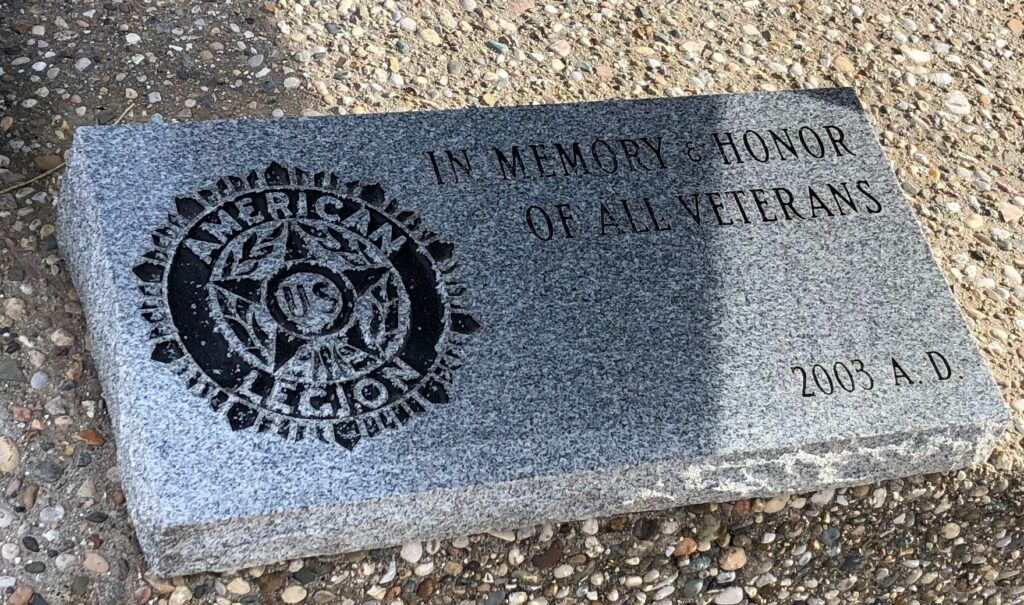 AMERICAN
US
LEGION
IN MEMORY & HONOR
OF ALL VETERANS
2003 A. D.